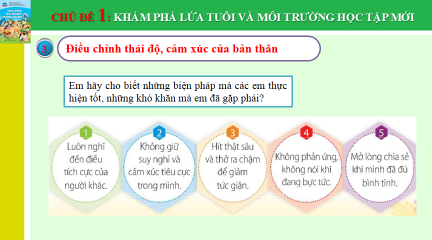 CHỦ ĐỀ 1: KHÁM PHÁ LỨA TUỔI VÀ MÔI TRƯỜNG HỌC TẬP MỚI
3. Điều chỉnh thái độ, cảm xúc của bản thân
Em hãy cho biết những biện pháp mà các em thực
hiện tốt, những khó khăn mà em đã gặp phải?
1
Luôn nghĩ
đến điều
tích cực của
người khác.
2
Không giữ
suy nghĩ và
cảm xúc tiêu cực
trong mình.
3
Hít thật sâu
và thở ra chậm
để giảm
tức giận.
4
Không phản ứng,
không nói khi
đang bực tức.
5
Mở lòng chia sẻ
khi mình đã đủ
bình tĩnh.